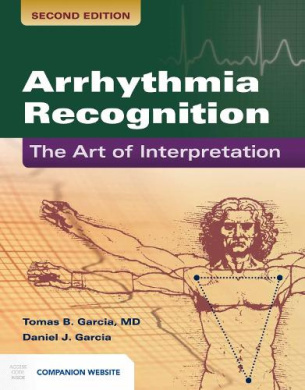 SECOND EDITION
Arrhythmia
Recognition
The Art of Interpretation
Tomas B. Garcia, MD
Daniel J. Garcia
COMPANION WEBSITE